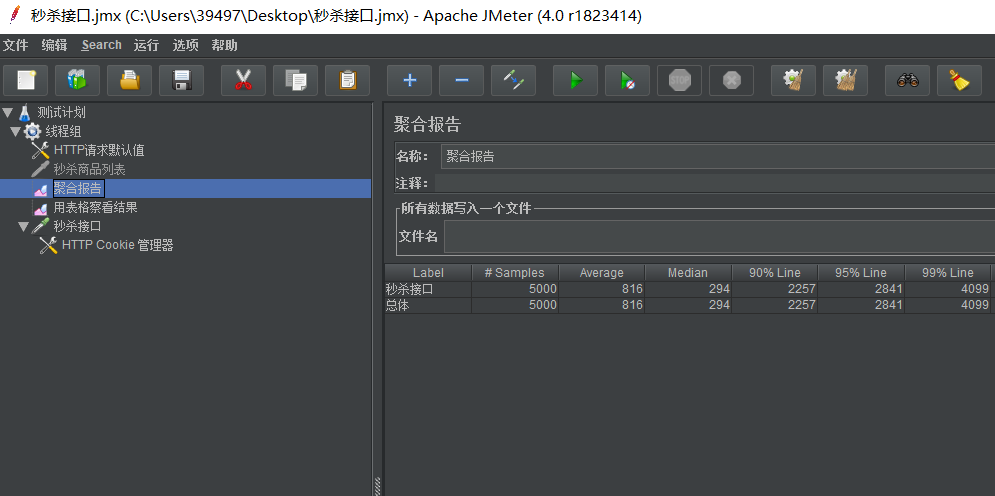 秒杀接口.jmx (C:\Users\39497\Desktop\秒杀接口.jmx) - Apache JMeter (4.0 r1823414)
文件 编辑 Search 运行 选项 帮助
STOP
测试计划
线程组
HTTP请求默认值
秒杀商品列表
聚合报告
用表格察看结果
秒杀接口
HTTP Cookie 管理器
聚合报告
名称: 聚合报告
注释:
所有数据写入一个文件
文件名
Label # Samples Average Median 90% Line 95% Line 99% Line
秒杀接口 5000 816 294 2257 2841 4099
总体 5000 816 294 2257 2841 4099